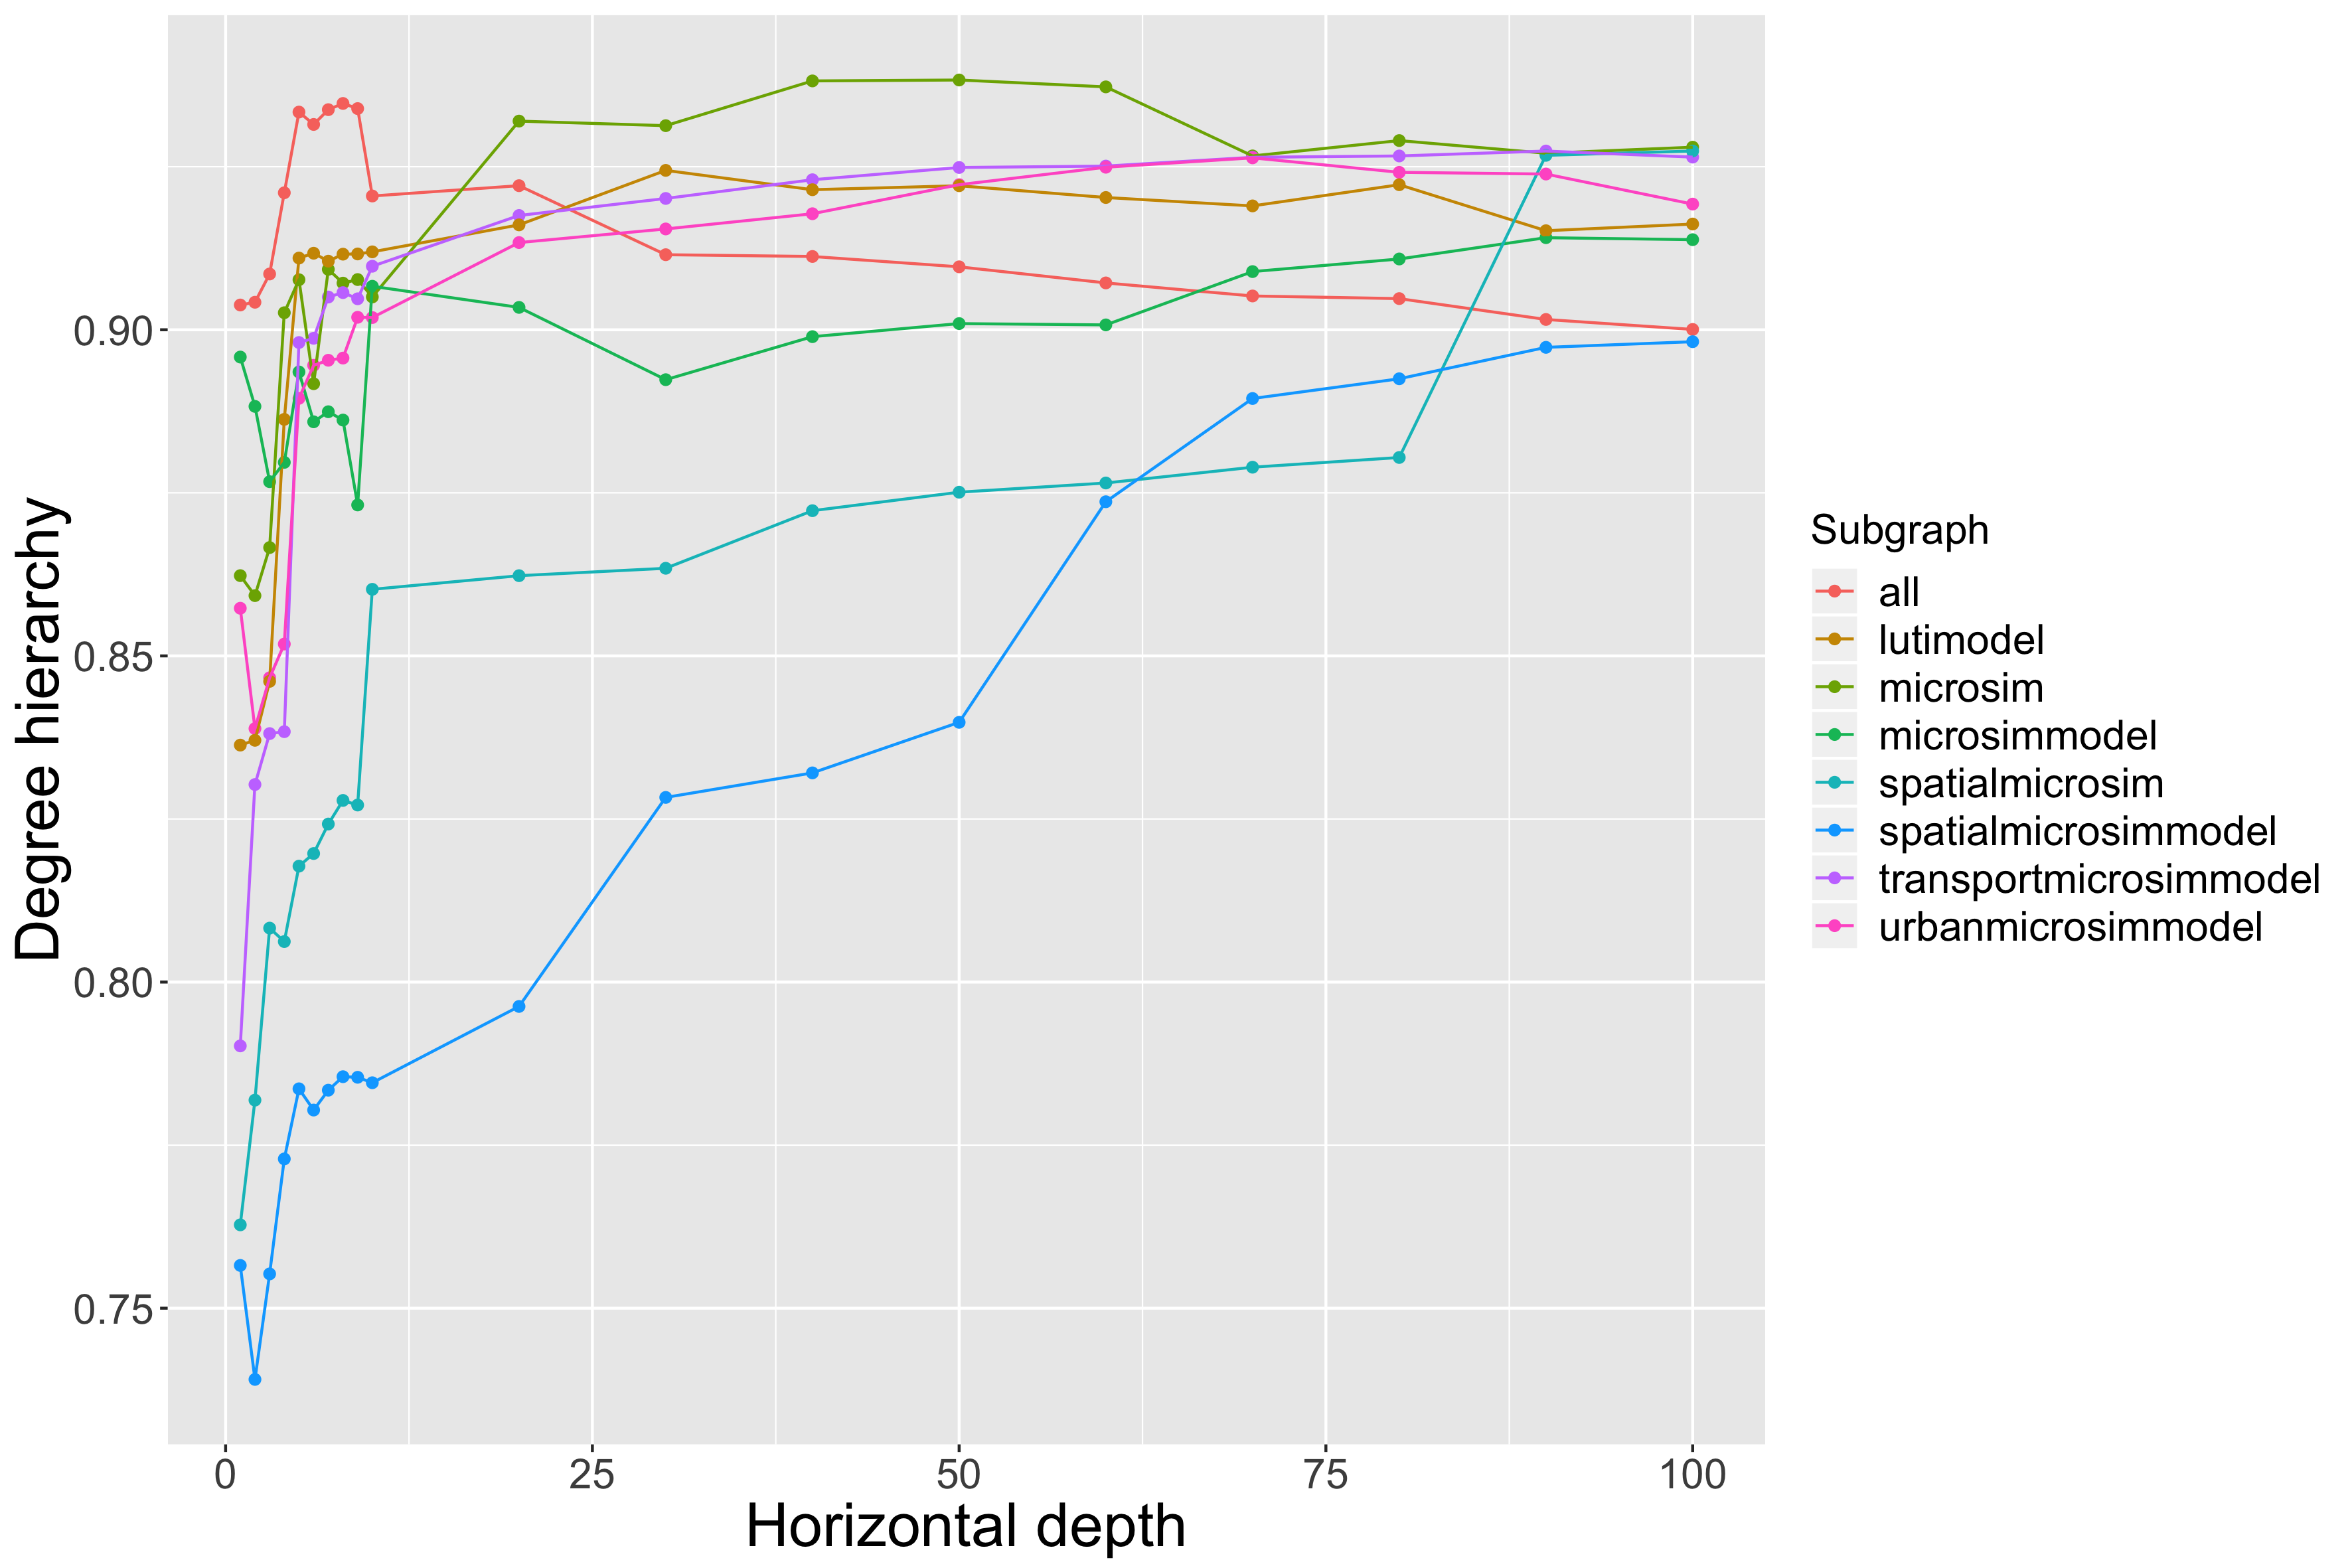 Degree hierarchy
0.90
0.85
0.80
0.75
0
25
50
75
100
Horizontal depth
Subgraph
all
lutimodel
microsim
microsimmodel
spatialmicrosim
spatialmicrosimmodel
transportmicrosimmodel
urbanmicrosimmodel